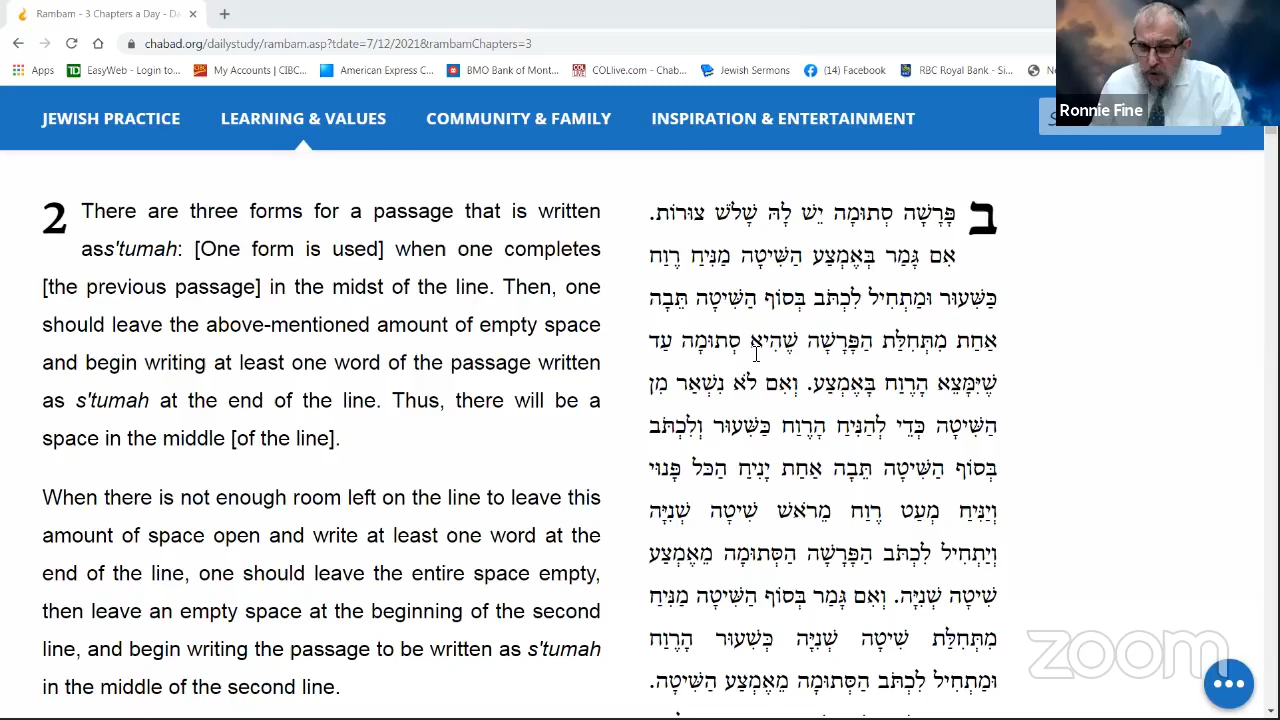 Rambam - 3 Chapters a Day - Da
chabad.org/dailystudy/rambam.asp?tdate=7/12/2021&rambamChapters=3
Apps EasyWeb - Login to... My Accounts | CIBC... American Express C... BMO Bank of Mont... COLlive.com - Chab... Jewish Sermons (14) Facebook RBC Royal Bank - Si...
Ronnie Fine
JEWISH PRACTICE LEARNING & VALUES COMMUNITY & FAMILY INSPIRATION & ENTERTAINMENT
2 There are three forms for a passage that is written
ass'tumah: [One form is used] when one completes
[the previous passage] in the midst of the line. Then, one
should leave the above-mentioned amount of empty space
and begin writing at least one word of the passage written
as s'tumah at the end of the line. Thus, there will be a
space in the middle [of the line].
When there is not enough room left on the line to leave this
amount of space open and write at least one word at the
end of the line, one should leave the entire space empty,
then leave an empty space at the beginning of the second
line, and begin writing the passage to be written as s'tumah
in the middle of the second line.
ב פָּרָשָׁה סְתוּמָה יֵשׁ לָהּ שָׁלֹשׁ צוּרוֹת.
אִם גָּמַר בְּאֶמְצַע הַשִּׁיטָה מַנִּיחַ רֶוַח
כַּשִּׁעוּר וּמַתְחִיל לִכְתֹּב בְּסוֹף הַשִּׁיטָה תֵּבָה
אַחַת מִתְּחִלַּת הַפָּרָשָׁה שֶׁהִיא סְתוּמָה עַד
שֶׁיִּמָּצֵא הָרֶוַח בָּאֶמְצַע. וְאִם לֹא נִשְׁאַר מִן
הַשִּׁיטָה כְּדֵי לְהַנִּיחַ הָרֶוַח כַּשִּׁעוּר וְלִכְתֹּב
בְּסוֹף הַשִּׁיטָה תֵּבָה אַחַת יָנִיחַ הַכּל פָּנוּי
וְיַנִּיחַ מְעַט רֶוַח מֵרֹאשׁ שִׁיטָה שְׁנִיָּה
וְיַתְחִיל לִכְתֹּב הַפָּרָשָׁה הַסְּתוּמָה מֵאֶמְצַע
שִׁיטָה שְׁנִיָּה. וְאִם גָּמַר בְּסוֹף הַשִּׁיטָה מַנִּיחַ
מִתְּחִלַּת שִׁיטָה שְׁנִיָּה כְּשִׁעוּר הָרֶוַח
וּמַתְחִיל לִכְתֹּב הַסְּתוּמָה מֵאֶמְצַע הַשִּׁיטָה.
zoom